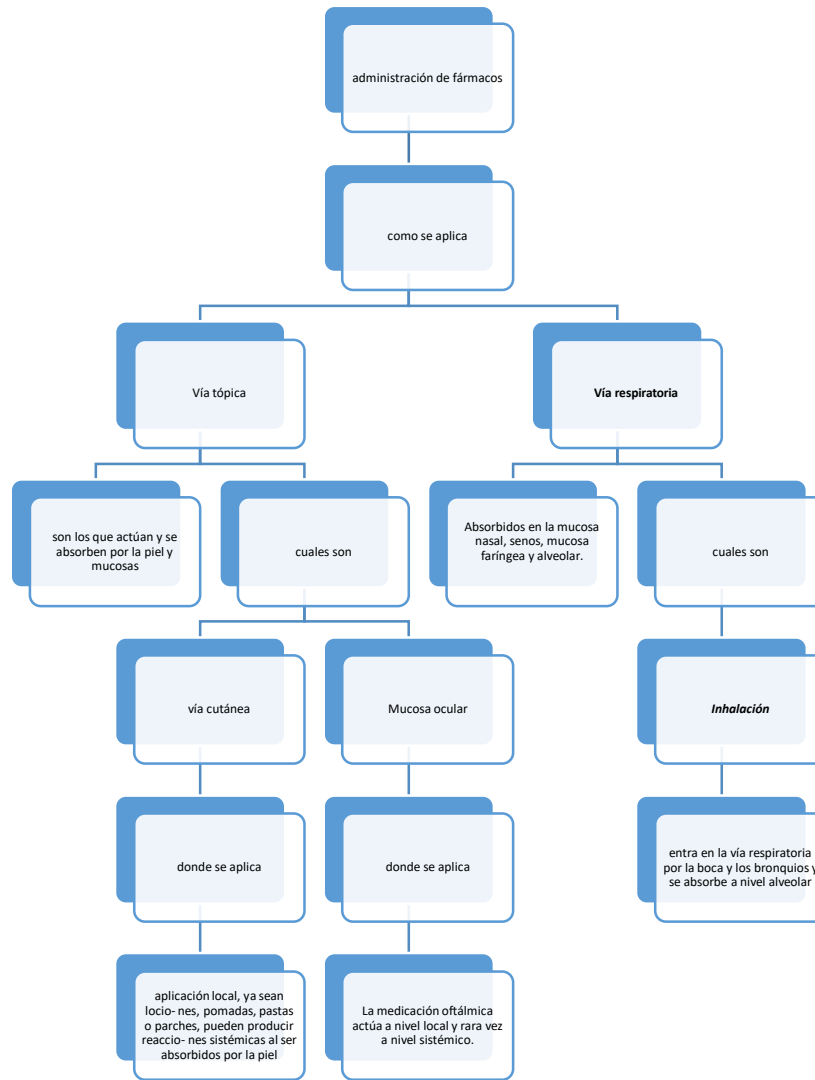 administración de fármacos
como se aplica
Vía tópica
Vía respiratoria
son los que actúan y se
absorben por la piel y
mucosas
cuales son
Absorbidos en la mucosa
nasal, senos, mucosa
faríngea y alveolar.
cuales son
vía cutánea
Mucosa ocular
Inhalación
donde se aplica
donde se aplica
entra en la vía respiratoria
por la boca y los bronquios y
se absorbe a nivel alveolar
aplicación local, ya sean
locio- nes, pomadas, pastas
o parches, pueden producir
reaccio- nes sistémicas al ser
absorbidos por la piel
La medicación oftálmica
actúa a nivel local y rara vez
a nivel sistémico.